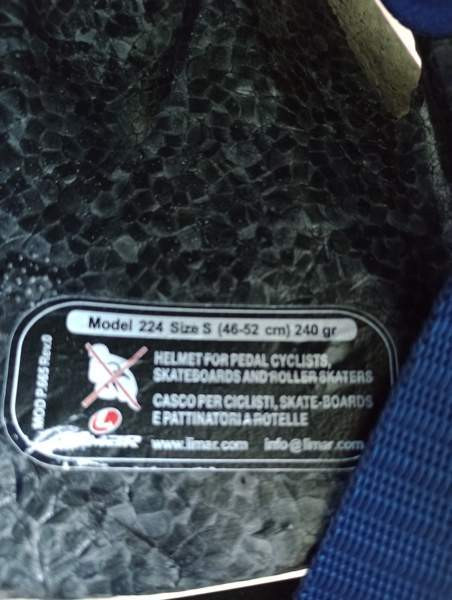 Model 224 Size S (46-52 cm) 240 gr
HELMET FOR PEDAL CYCLISTS,
SKATEBOARDS AND ROLLER SKATERS
CASCO PER CICLISTI, SKATE-BOARDS
E PATTINATORI A ROTELLE
www.limar.com info@limar.com